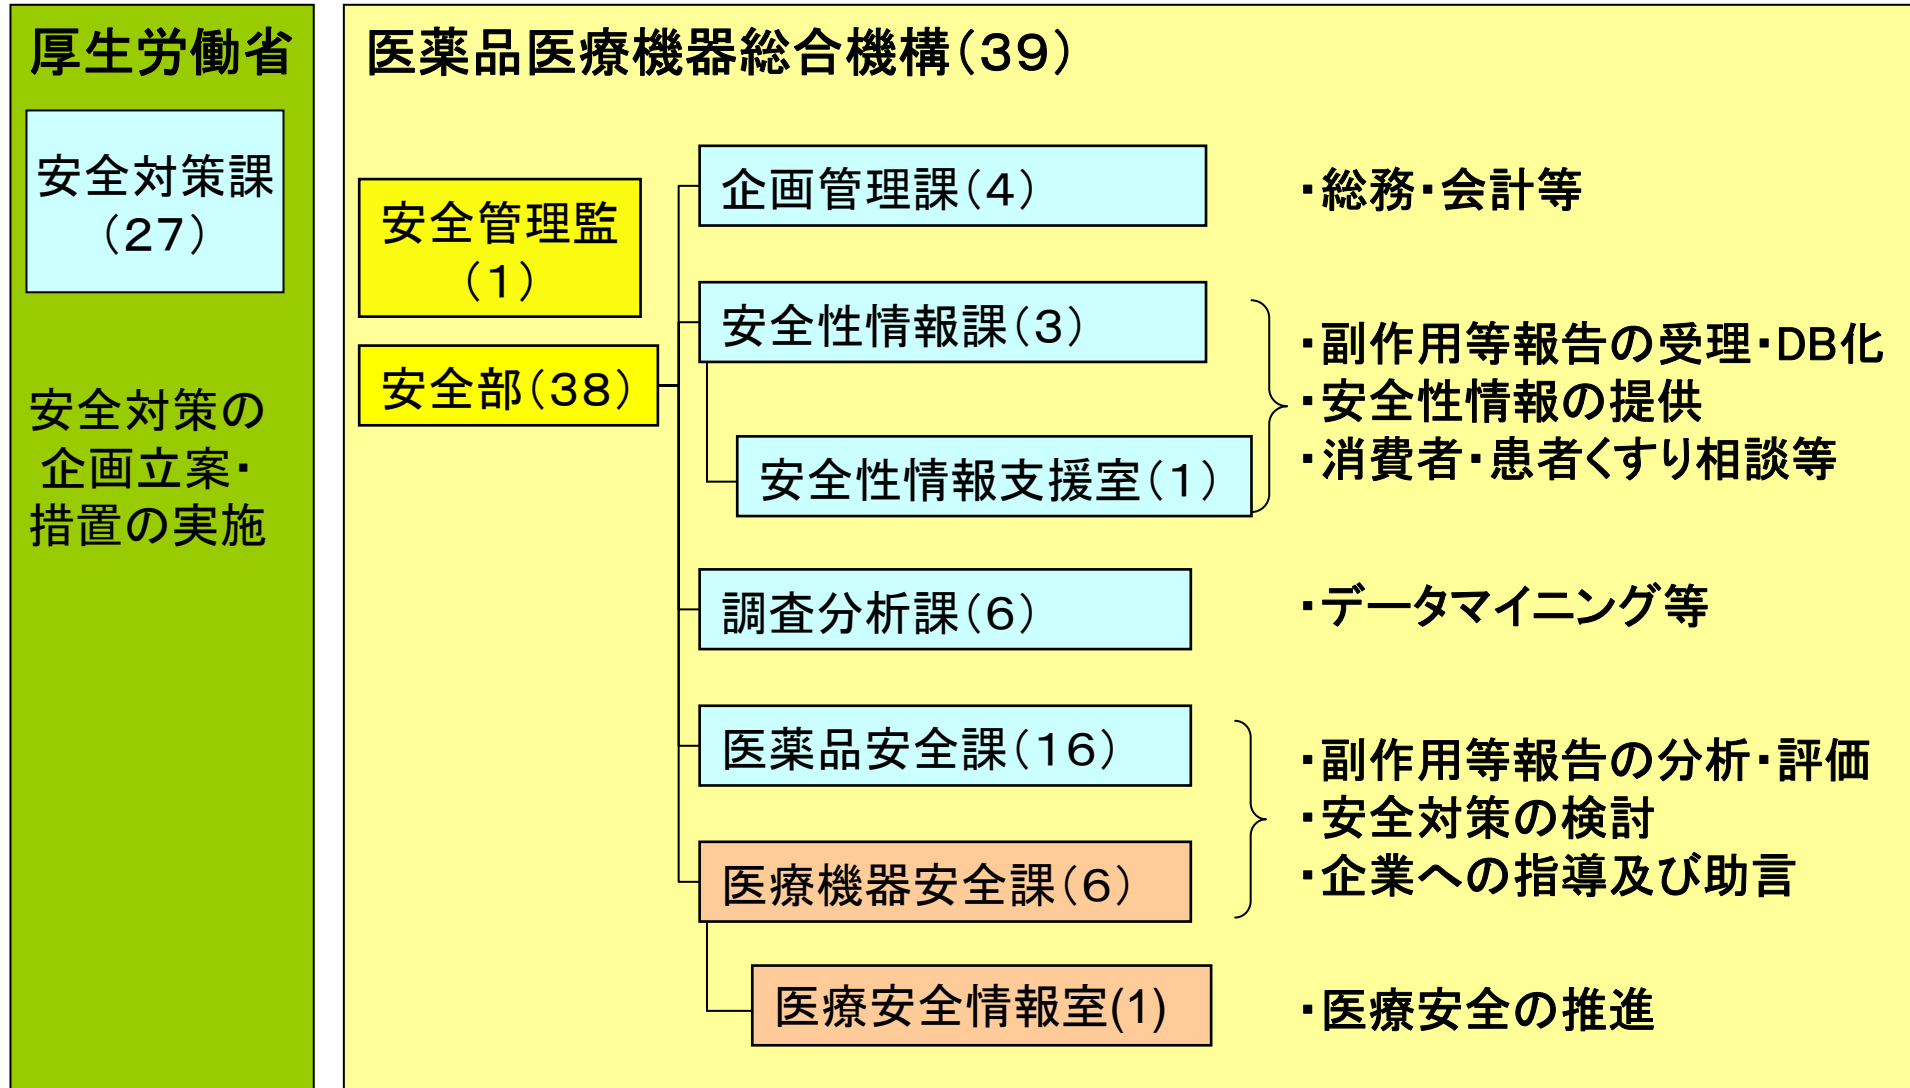 厚生労働省
安全対策課
（27）
安全対策の
企画立案・
措置の実施
医薬品医療機器総合機構（39）
安全管理監
（1）
安全部（38）
企画管理課（4）
・総務・会計等
安全性情報課（3）
安全性情報支援室（1）
・副作用等報告の受理・DB化
・安全性情報の提供
・消費者・患者くすり相談等
調査分析課（6）
・データマイニング等
医薬品安全課（16）
医療機器安全課（6）
・副作用等報告の分析・評価
・安全対策の検討
・企業への指導及び助言
医療安全情報室(1)
・医療安全の推進